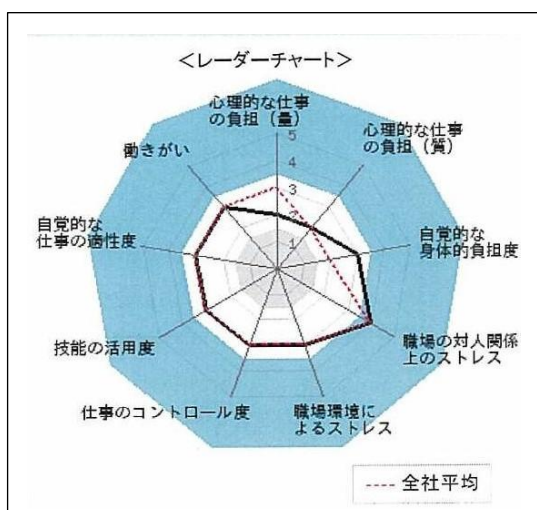 ＜レーダーチャート＞
心理的な仕事
の負担（量）
心理的な仕事
の負担（質）
働きがい
5
4
3
2
1
自覚的な
仕事の適性度
自覚的な
身体的負担度
技能の活用度
職場の対人関係
上のストレス
仕事のコントロール度
職場環境に
よるストレス
全社平均